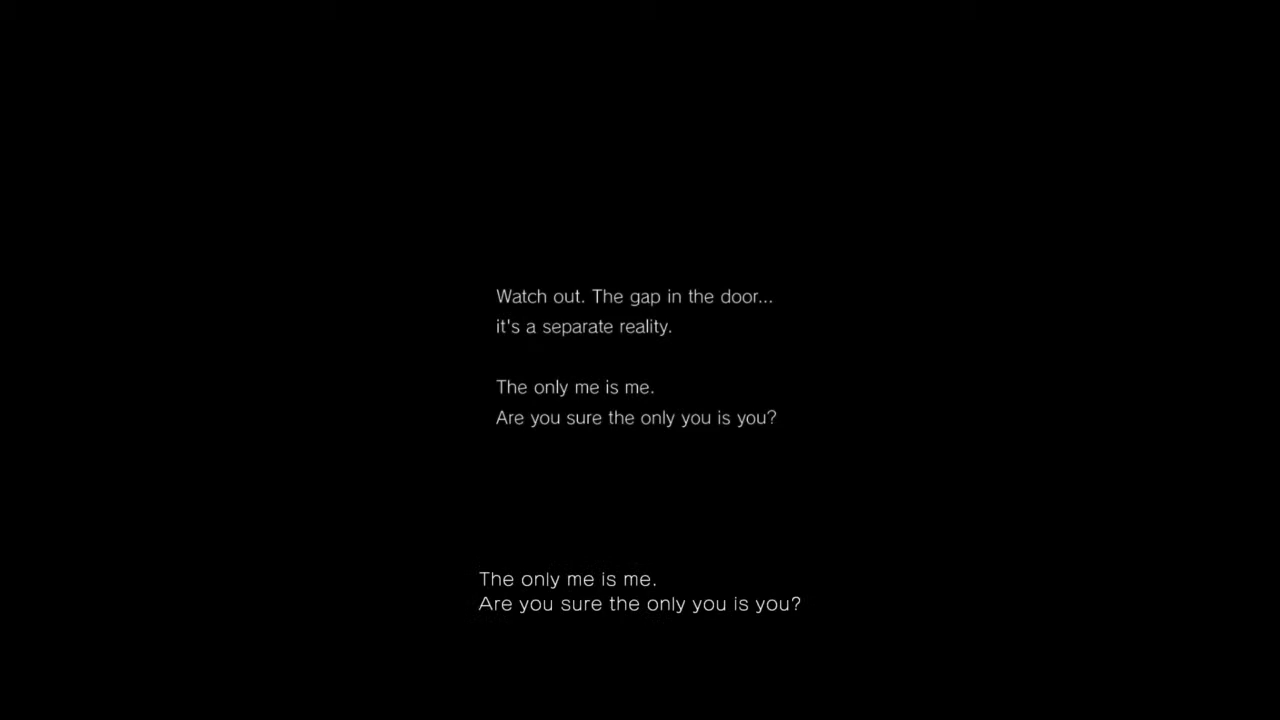 Watch out. The gap in the door...
it's a separate reality.
The only me is me.
Are you sure the only you is you?
The only me is me.
Are you sure the only you is you?